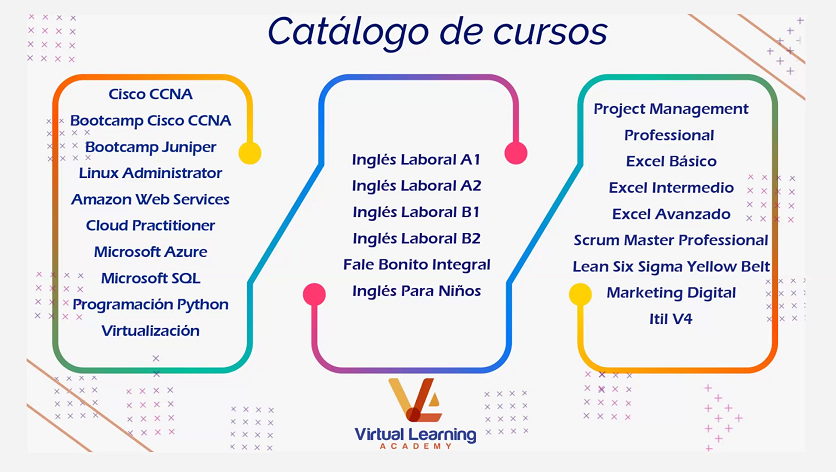 Catálogo de cursos
Cisco CCNA
Bootcamp Cisco CCNA
Bootcamp Juniper
Linux Administrator
Amazon Web Services
Cloud Practitioner
Microsoft Azure
Microsoft SQL
Programación Python
Virtualización
Inglés Laboral A1
Inglés Laboral A2
Inglés Laboral B1
Inglés Laboral B2
Fale Bonito Integral
Inglés Para Niños
Project Management
Professional
Excel Básico
Excel Intermedio
Excel Avanzado
Scrum Master Professional
Lean Six Sigma Yellow Belt
Marketing Digital
Itil V4
VLA
Virtual Learning
ACADEMY